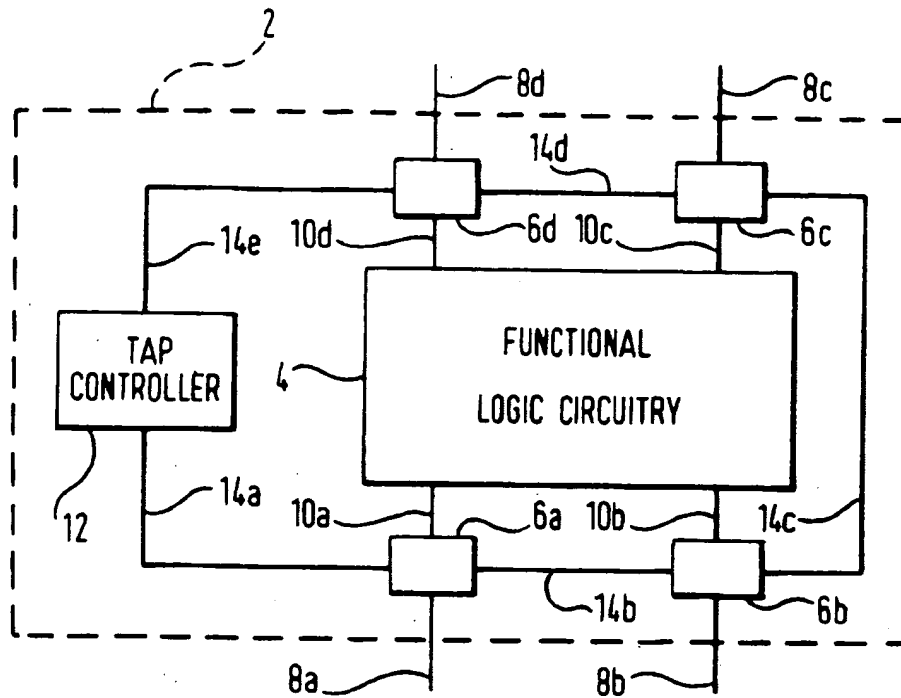 2
8d
8c
14d
10d
6d
10c
6c
14e
TAP
CONTROLLER
FUNCTIONAL
LOGIC CIRCUITRY
4
12
14a
10a
6a
10b
14c
14b
6b
8a
8b